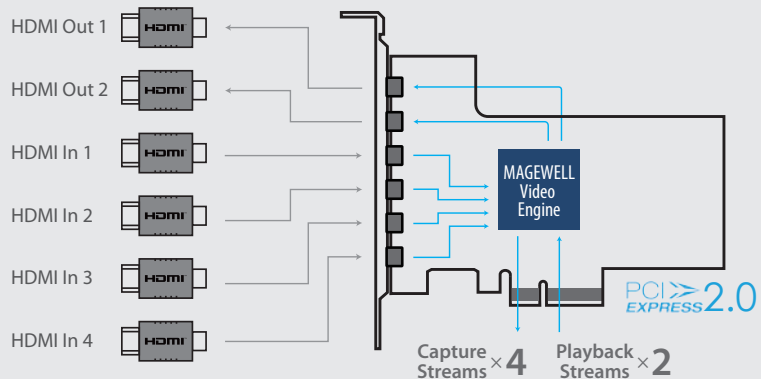 HDMI Out 1
HDMI
HDMI Out 2
HDMI
HDMI In 1
HDMI
HDMI In 2
HDMI
HDMI In 3
HDMI
HDMI In 4
HDMI
MAGEWELL
Video
Engine
PCI
EXPRESS 2.0
Capture
Streams ×4
Playback
Streams ×2